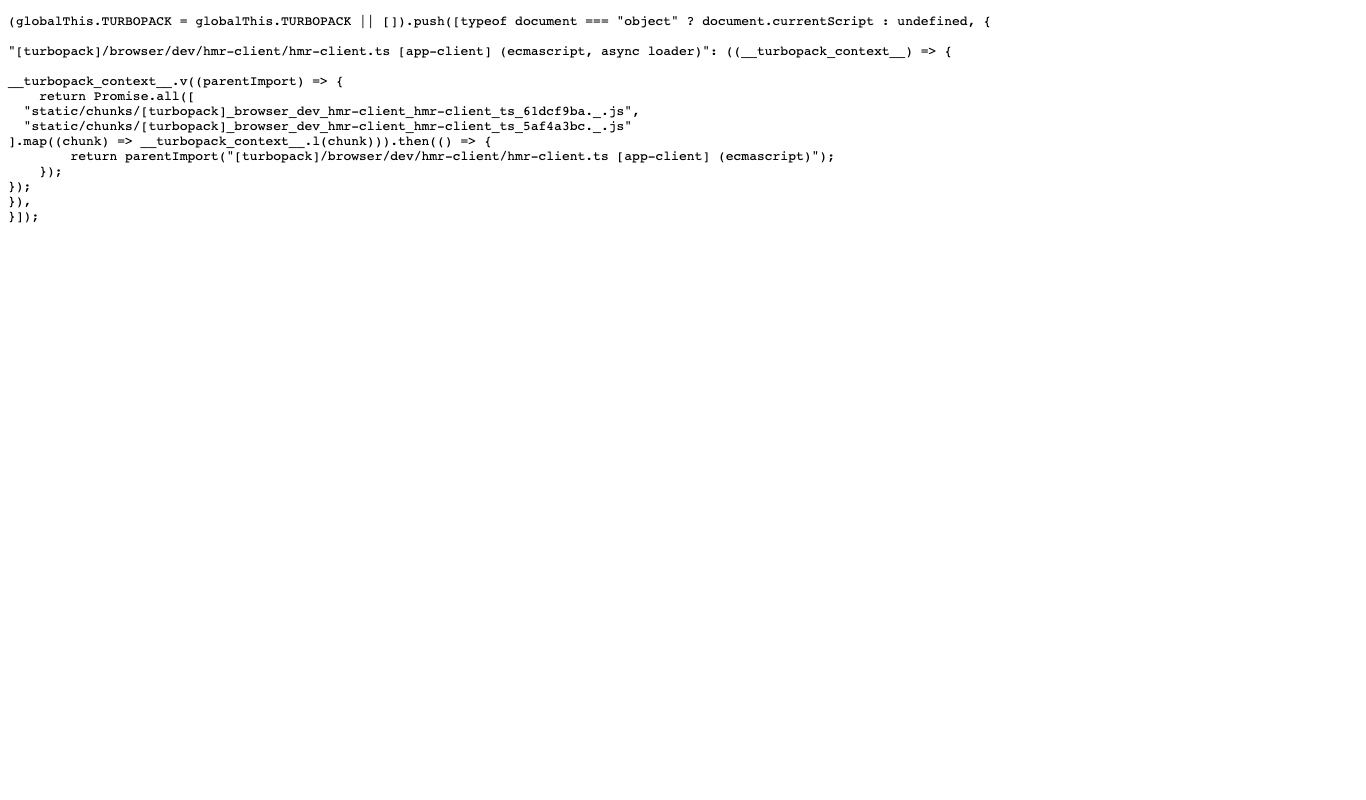 (globalThis.TURBOPACK = globalThis.TURBOPACK || []).push([typeof document === "object" ? document.currentScript : undefined, {
"[turbopack]/browser/dev/hmr-client/hmr-client.ts [app-client] (ecmascript, async loader)": ((__turbopack_context__) => {
__turbopack_context__.v((parentImport) => {
    return Promise.all([
  "static/chunks/[turbopack]_browser_dev_hmr-client_hmr-client_ts_61dcf9ba._.js",
  "static/chunks/[turbopack]_browser_dev_hmr-client_hmr-client_ts_5af4a3bc._.js"
].map((chunk) => __turbopack_context__.l(chunk))).then(() => {
        return parentImport("[turbopack]/browser/dev/hmr-client/hmr-client.ts [app-client] (ecmascript)");
    });
});
}),
}]);